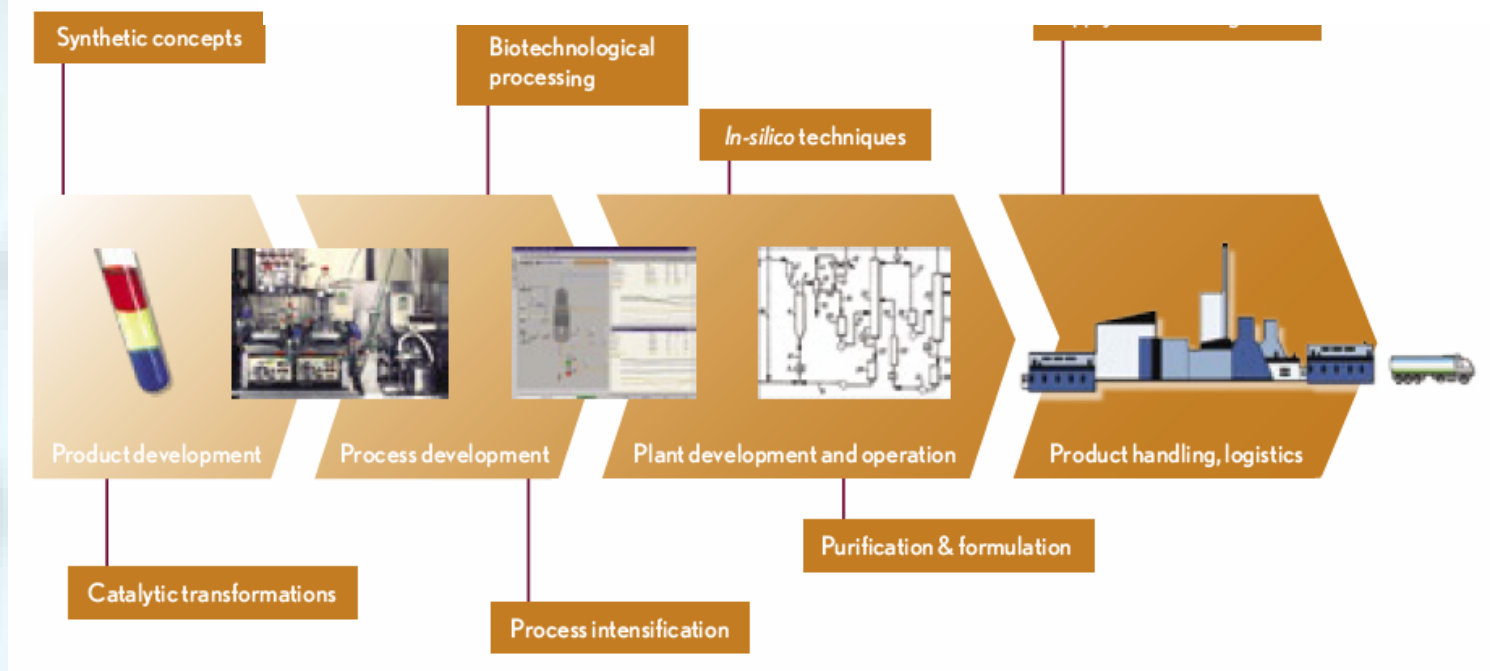 Synthetic concepts
Biotechnological
processing
In-silico techniques
Product development
Process development
Plant development and operation
Product handling, logistics
Purification & formulation
Catalytic transformations
Process intensification